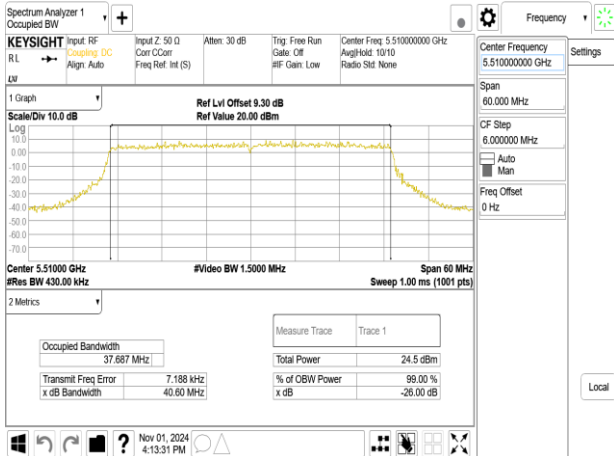 Spectrum Analyzer 1
Occupied BW
Frequency
KEYSIGHT
RL
LXI
Input: RF
Coupling: DC
Align: Auto
Input Z: 50 Ω
Corr CCorr
Freq Ref: Int (S)
Atten: 30 dB
Trig: Free Run
Gate: Off
#IF Gain: Low
Center Freq: 5.510000000 GHz
Avg|Hold: 10/10
Radio Std: None
Center Frequency
5.510000000 GHz
Settings
Span
60.000 MHz
CF Step
6.000000 MHz
Auto
Man
Freq Offset
0 Hz
Local
1 Graph
Scale/Div 10.0 dB
Ref Lvl Offset 9.30 dB
Ref Value 20.00 dBm
Log
10.0
0.00
-10.0
-20.0
-30.0
-40.0
-50.0
-60.0
-70.0
Center 5.51000 GHz
#Video BW 1.5000 MHz
Span 60 MHz
#Res BW 430.00 kHz
Sweep 1.00 ms (1001 pts)
2 Metrics
Measure Trace
Trace 1
Occupied Bandwidth
37.687 MHz
Total Power
24.5 dBm
Transmit Freq Error
7.188 kHz
% of OBW Power
99.00 %
x dB Bandwidth
40.60 MHz
x dB
-26.00 dB
?
Nov 01, 2024
4:13:31 PM